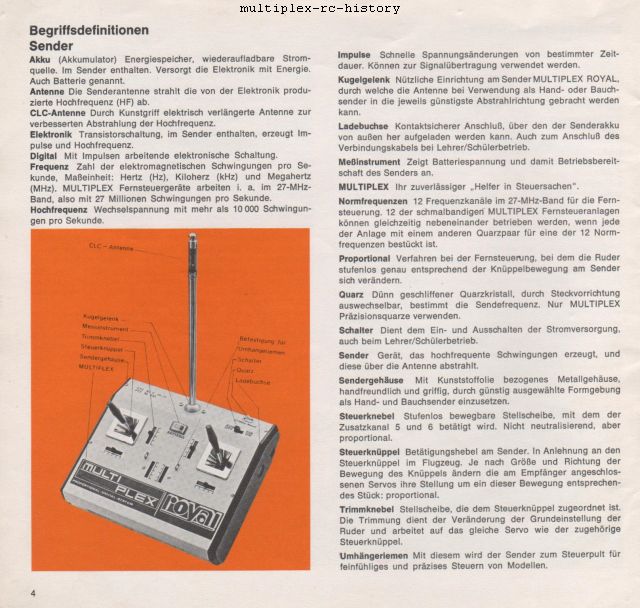 multiplex-rc-history
Begriffsdefinitionen
Sender
Akku (Akkumulator) Energiespeicher, wiederaufladbare Strom-
quelle. Im Sender enthalten. Versorgt die Elektronik mit Energie.
Auch Batterie genannt.
Antenne Die Senderantenne strahlt die von der Elektronik produ-
zierte Hochfrequenz (HF) ab.
CLC-Antenne Durch Kunstgriff elektrisch verlängerte Antenne zur
verbesserten Abstrahlung der Hochfrequenz.
Elektronik Transistorschaltung, im Sender enthalten, erzeugt Im-
pulse und Hochfrequenz.
Digital Mit Impulsen arbeitende elektronische Schaltung.
Frequenz Zahl der elektromagnetischen Schwingungen pro Se-
kunde, Maßeinheit: Hertz (Hz), Kiloherz (kHz) und Megahertz
(MHz). MULTIPLEX Fernsteuergeräte arbeiten i. a. im 27-MHz-
Band, also mit 27 Millionen Schwingungen pro Sekunde.
Hochfrequenz Wechselspannung mit mehr als 10 000 Schwingun-
gen pro Sekunde.
CLC - Antenne
Kugelgelenk
Messinstrument
Trimmknebel
Steuerknüppel
Sendergehäuse
MULTIPLEX
Befestigung für
Umhängeriemen
Schalter
Quarz
Ladebuchse
MULTI
PLEX
PROFESSIONAL-DIGITAL-SYSTEM
royal
4
Impulse Schnelle Spannungsänderungen von bestimmter Zeit-
dauer. Können zur Signalübertragung verwendet werden.
Kugelgelenk Nützliche Einrichtung am Sender MULTIPLEX ROYAL,
durch welche die Antenne bei Verwendung als Hand- oder Bauch-
sender in die jeweils günstigste Abstrahlrichtung gebracht werden
kann.
Ladebuchse Kontaktsicherer Anschluß, über den der Senderakku
von außen her aufgeladen werden kann. Auch zum Anschluß des
Verbindungskabels bei Lehrer/Schülerbetrieb.
Meßinstrument Zeigt Batteriespannung und damit Betriebsbereit-
schaft des Senders an.
MULTIPLEX Ihr zuverlässiger „Helfer in Steuersachen".
Normfrequenzen 12 Frequenzkanäle im 27-MHz-Band für die Fern-
steuerung. 12 der schmalbandigen MULTIPLEX Fernsteueranlagen
können gleichzeitig nebeneinander betrieben werden, wenn jede
der Anlage mit einem anderen Quarzpaar für eine der 12 Norm-
frequenzen bestückt ist.
Proportional Verfahren bei der Fernsteuerung, bei dem die Ruder
stufenlos genau entsprechend der Knüppelbewegung am Sender
sich verändern.
Quarz Dünn geschliffener Quarzkristall, durch Steckvorrichtung
auswechselbar, bestimmt die Sendefrequenz. Nur MULTIPLEX
Präzisionsquarze verwenden.
Schalter Dient dem Ein- und Ausschalten der Stromversorgung,
auch beim Lehrer/Schülerbetrieb.
Sender Gerät, das hochfrequente Schwingungen erzeugt, und
diese über die Antenne abstrahlt.
Sendergehäuse Mit Kunststoffolie bezogenes Metallgehäuse,
handfreundlich und griffig, durch günstig ausgewählte Formgebung
als Hand- und Bauchsender einzusetzen.
Steuerknebel Stufenlos bewegbare Stellscheibe, mit dem der
Zusatzkanal 5 und 6 betätigt wird. Nicht neutralisierend, aber
proportional.
Steuerknüppel Betätigungshebel am Sender. In Anlehnung an den
Steuerknüppel im Flugzeug. Je nach Größe und Richtung der
Bewegung des Knüppels ändern die am Empfänger angeschlos-
senen Servos ihre Stellung um ein dieser Bewegung entsprechen-
des Stück: proportional.
Trimmknebel Stellscheibe, die dem Steuerknüppel zugeordnet ist.
Die Trimmung dient der Veränderung der Grundeinstellung der
Ruder und arbeitet auf das gleiche Servo wie der zugehörige
Steuerknüppel.
Umhängeriemen Mit diesem wird der Sender zum Steuerpult für
feinfühliges und präzises Steuern von Modellen.